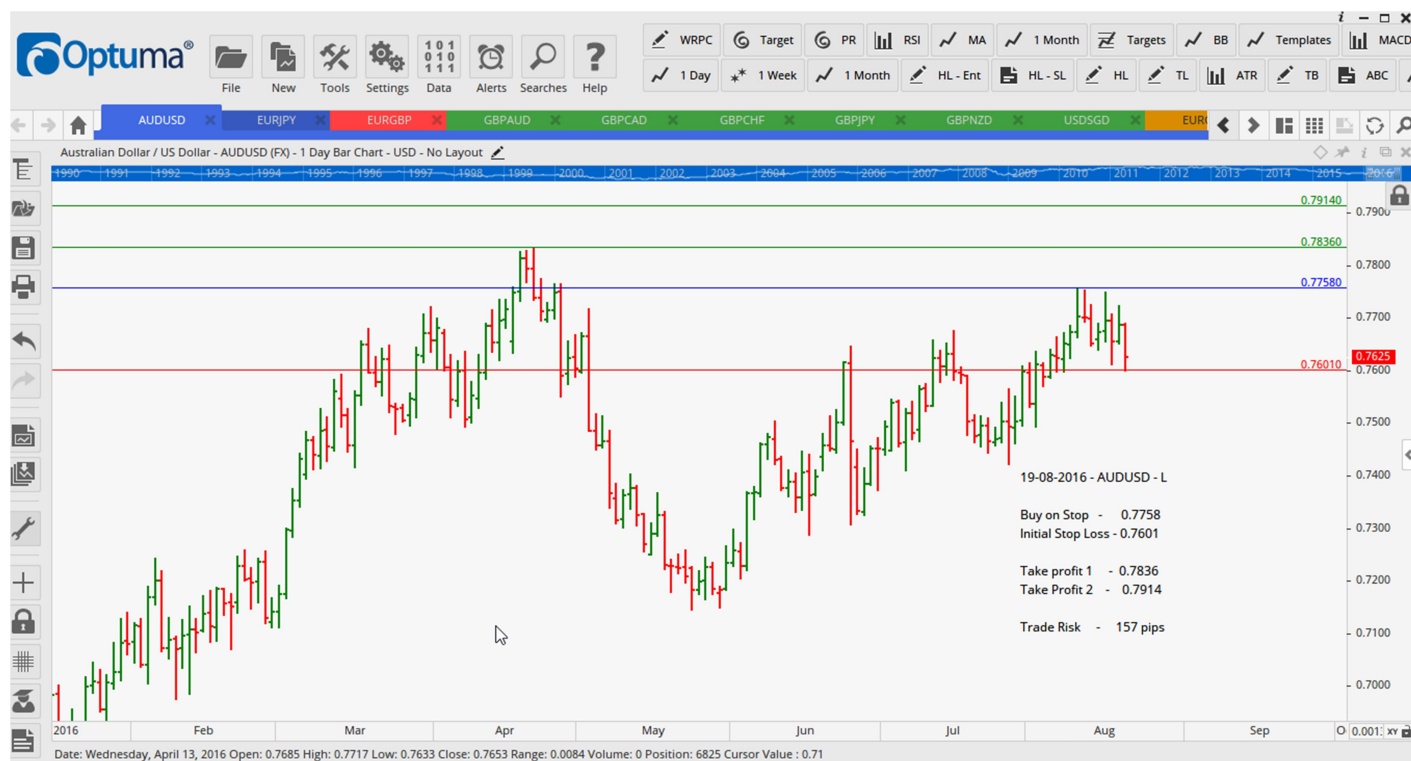 Optuma®
File New Tools Settings Data Alerts Searches Help
WRPC Target PR RSI MA 1 Month Targets BB Templates MACD
1 Day 1 Week 1 Month HL - Ent HL - SL HL TL ATR TB ABC
AUDUSD EURJPY EURGBP GBPAUD GBPCAD GBPCHF GBPJPY GBPNZD USDSGD
Australian Dollar / US Dollar - AUDUSD (FX) - 1 Day Bar Chart - USD - No Layout
1990 1991 1992 1993 1994 1995 1996 1997 1998 1999 2000 2001 2002 2003 2004 2005 2006 2007 2008 2009 2010 2011 2012 2013 2014 2015 2016
0.79140
0.7900
0.78360
0.7800
0.77580
0.7700
0.7625
0.76010
0.7600
0.7500
0.7400
19-08-2016 - AUDUSD - L
Buy on Stop - 0.7758
0.7300
Initial Stop Loss - 0.7601
Take profit 1 - 0.7836
0.7200
Take Profit 2 - 0.7914
Trade Risk - 157 pips
0.7100
0.7000
2016 Feb Mar Apr May Jun Jul Aug Sep XY
Date: Wednesday, April 13, 2016 Open: 0.7685 High: 0.7717 Low: 0.7633 Close: 0.7653 Range: 0.0084 Volume: 0 Position: 6825 Cursor Value : 0.71